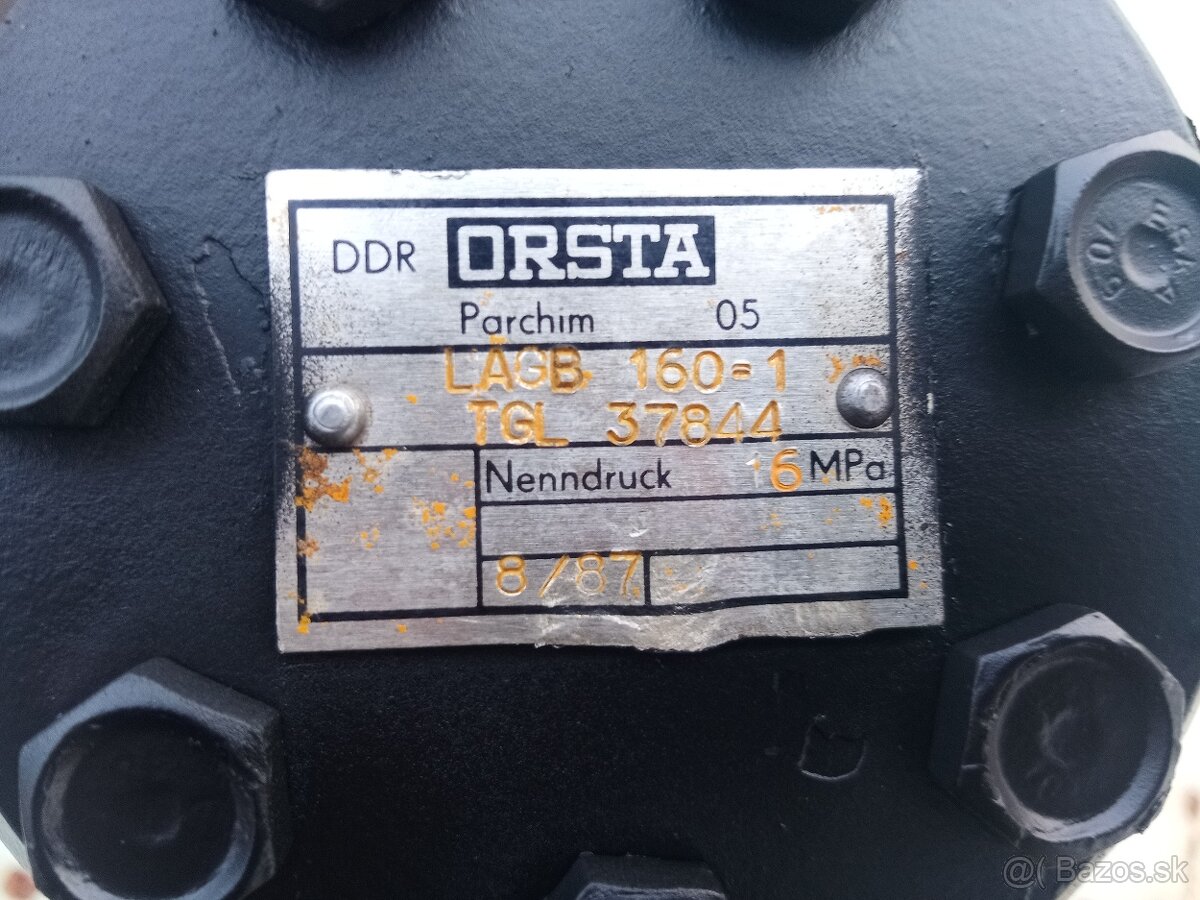 DDR ORSTA
Parchim 05
LAGB 160-1
TGL 37844
Nenndruck 16 MPa
8/87
@( Bazos.sk